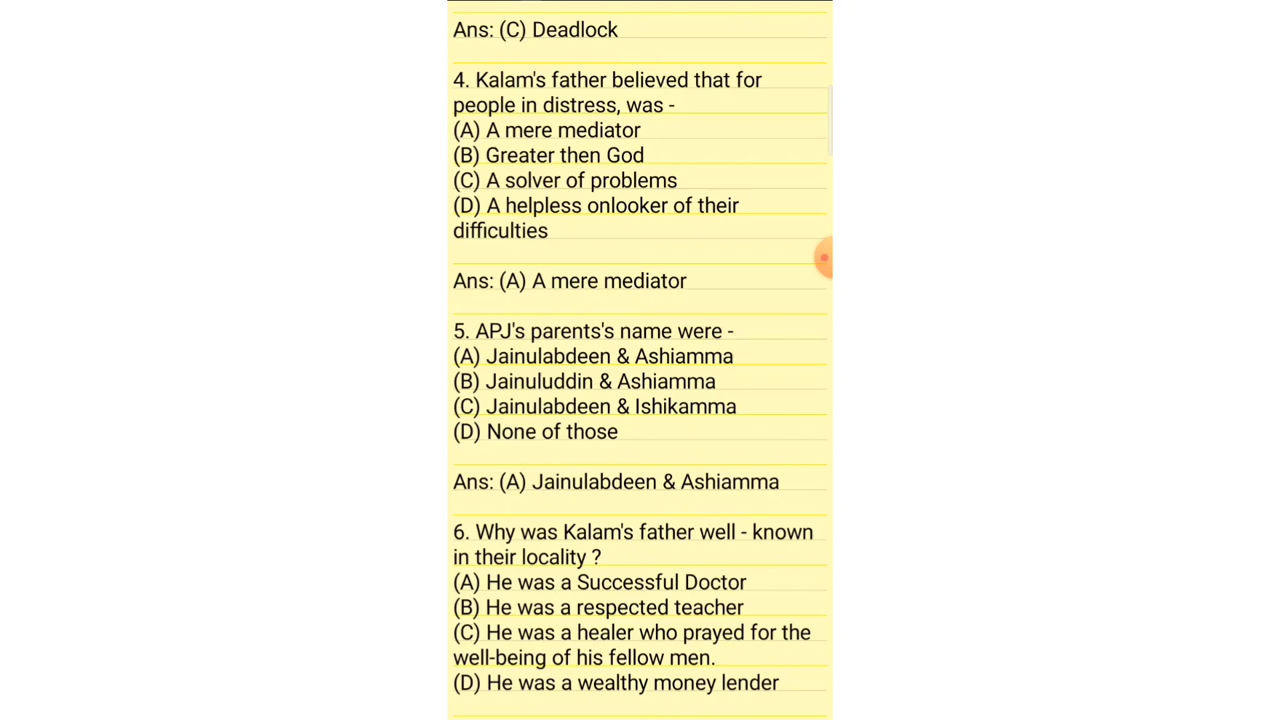 Ans: (C) Deadlock
4. Kalam's father believed that for
people in distress, was -
(A) A mere mediator
(B) Greater then God
(C) A solver of problems
(D) A helpless onlooker of their
difficulties
Ans: (A) A mere mediator
5. APJ's parents's name were -
(A) Jainulabdeen & Ashiamma
(B) Jainuluddin & Ashiamma
(C) Jainulabdeen & Ishikamma
(D) None of those
Ans: (A) Jainulabdeen & Ashiamma
6. Why was Kalam's father well - known
in their locality ?
(A) He was a Successful Doctor
(B) He was a respected teacher
(C) He was a healer who prayed for the
well-being of his fellow men.
(D) He was a wealthy money lender